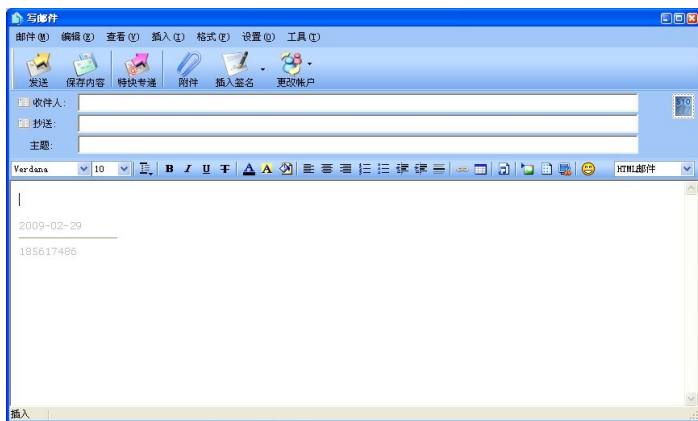 写邮件
邮件(M) 编辑(E) 查看(V) 插入(I) 格式(F) 设置(Q) 工具(T)
发送 保存内容 特快专递 附件 插入签名 更改帐户
收件人:
抄送:
主题:
Verdana 10 B I U T A A HTML邮件
2009-02-29
185617486
插入